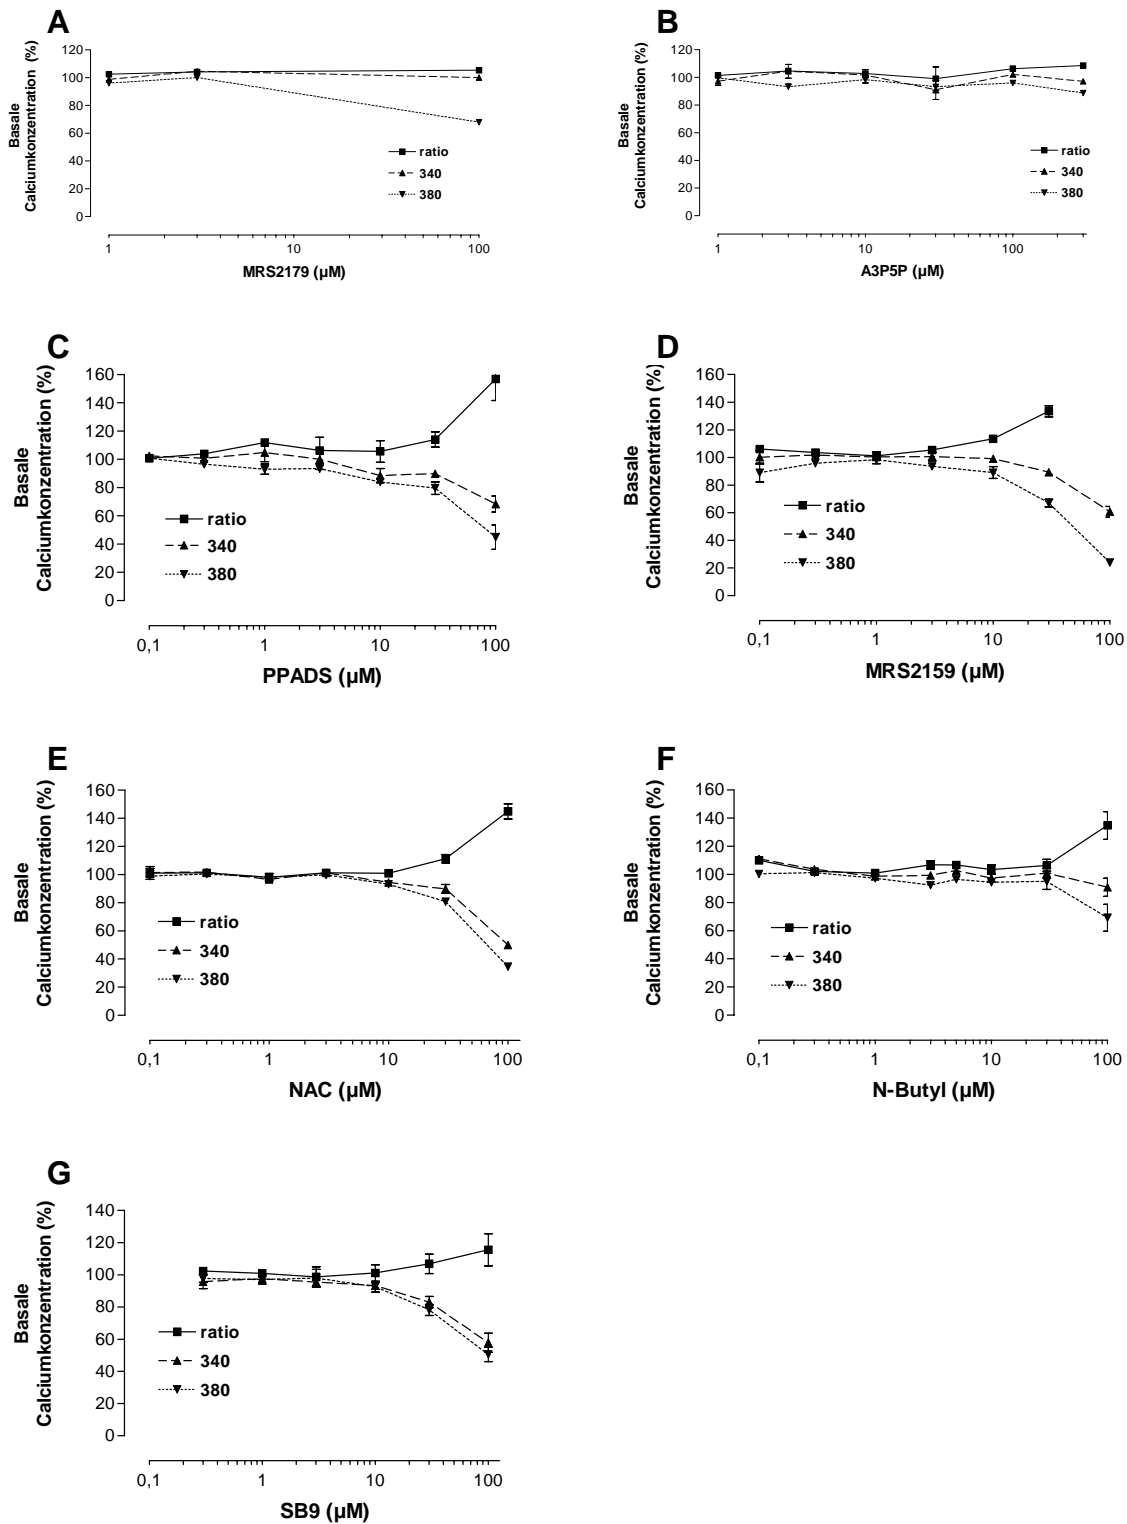 A
Basale
Calciumkonzentration (%)
120
100
80
60
40
20
0
ratio
340
380
1
10
100
MRS2179 (µM)
B
Basale
Calciumkonzentration (%)
120
100
80
60
40
20
0
ratio
340
380
1
10
100
A3P5P (µM)
C
Basale
Calciumkonzentration (%)
160
140
120
100
80
60
40
20
0
ratio
340
380
0,1
1
10
100
PPADS (µM)
D
Basale
Calciumkonzentration (%)
160
140
120
100
80
60
40
20
0
ratio
340
380
0,1
1
10
100
MRS2159 (µM)
E
Basale
Calciumkonzentration (%)
160
140
120
100
80
60
40
20
0
ratio
340
380
0,1
1
10
100
NAC (µM)
F
Basale
Calciumkonzentration (%)
160
140
120
100
80
60
40
20
0
ratio
340
380
0,1
1
10
100
N-Butyl (µM)
G
Basale
Calciumkonzentration (%)
140
120
100
80
60
40
20
0
ratio
340
380
0,1
1
10
100
SB9 (µM)